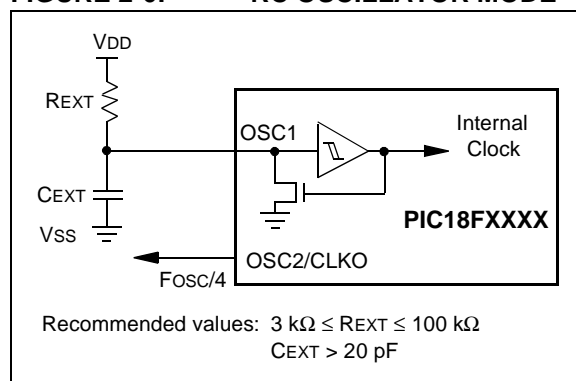 FIGURE 2-6: RC OSCILLATOR MODE
VDD
REXT
OSC1
Internal
Clock
CEXT
PIC18FXXXX
VSS
OSC2/CLKO
FOSC/4
Recommended values: 3 kΩ ≤ REXT ≤ 100 kΩ
CEXT > 20 pF